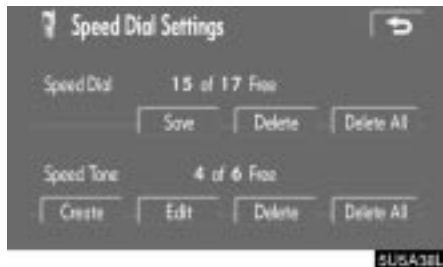 Speed Dial Settings
Speed Dial 15 of 17 Free
Save Delete Delete All
Speed Tone 4 of 6 Free
Create Edit Delete Delete All
5U5A38L